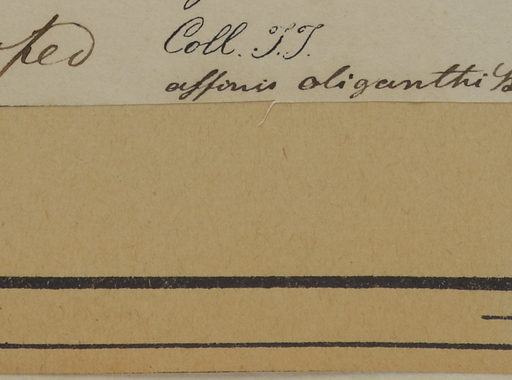 Coll. T.T.
affinis oliganthi